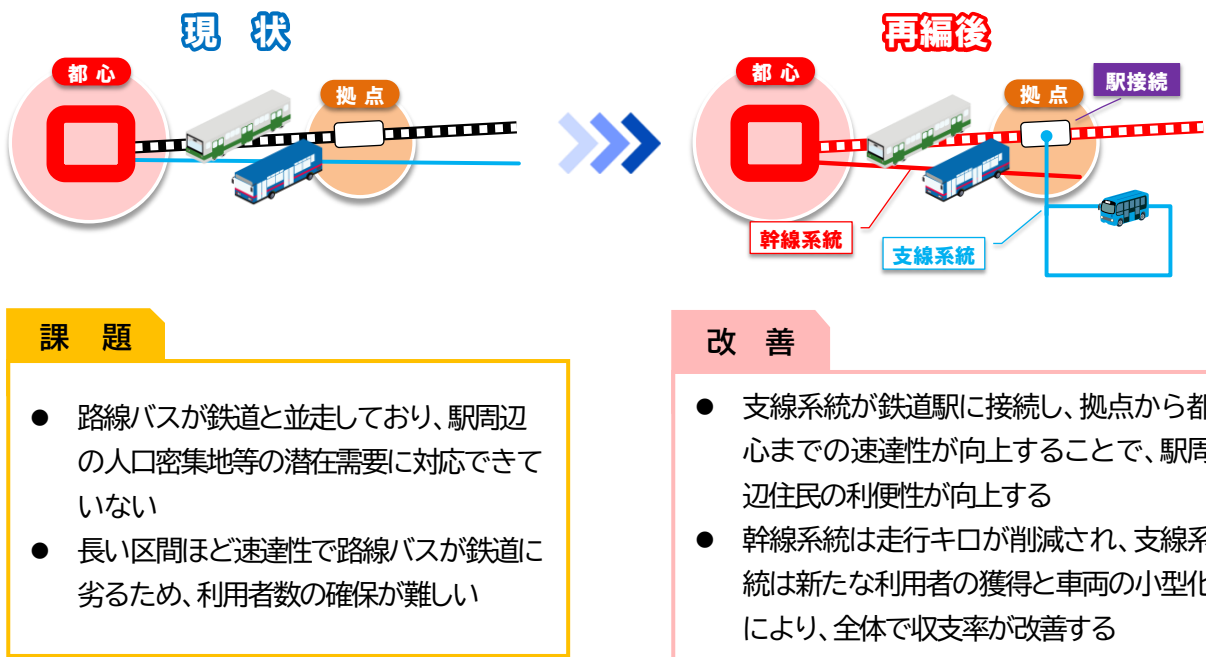 現 状
都 心
拠 点
再編後
都 心
拠 点
駅接続
幹線系統
支線系統
課 題
● 路線バスが鉄道と並走しており、駅周辺
の人口密集地等の潜在需要に対応できて
いない
● 長い区間ほど速達性で路線バスが鉄道に
劣るため、利用者数の確保が難しい
改 善
● 支線系統が鉄道駅に接続し、拠点から都
心までの速達性が向上することで、駅周
辺住民の利便性が向上する
● 幹線系統は走行キロが削減され、支線系
統は新たな利用者の獲得と車両の小型化
により、全体で収支率が改善する